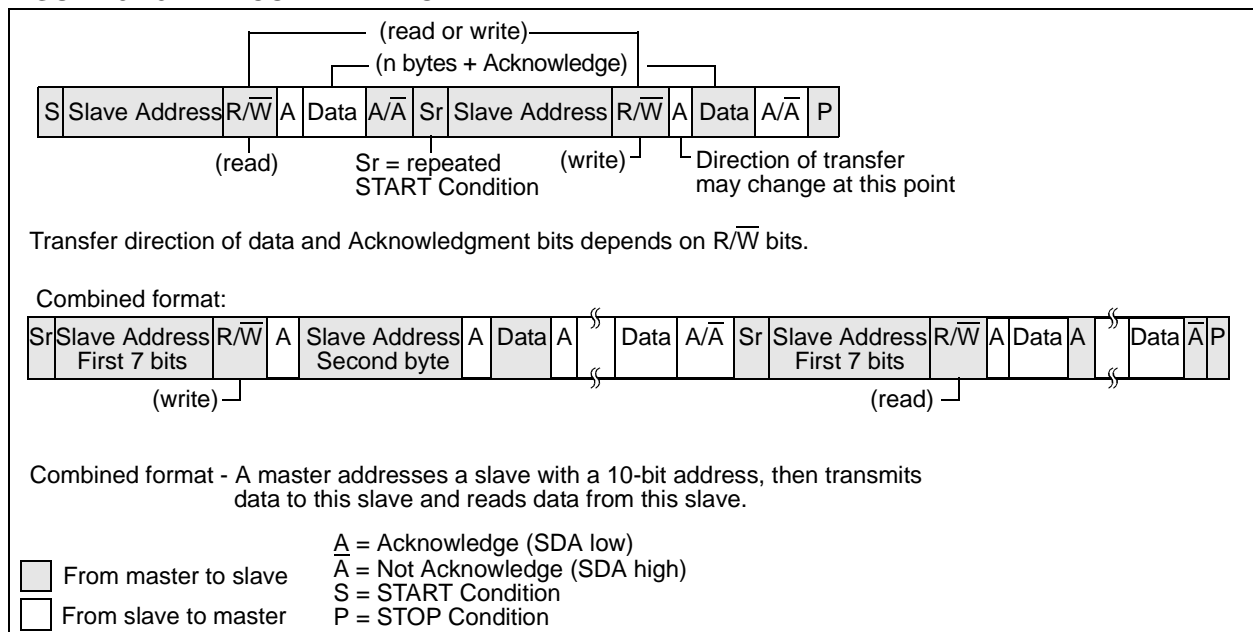 (read or write)
(n bytes + Acknowledge)
S Slave Address R/W̅ A Data A/A̅ Sr Slave Address R/W̅ A Data A/A̅ P
(read) Sr = repeated START Condition (write) Direction of transfer may change at this point
Transfer direction of data and Acknowledgment bits depends on R/W̅ bits.
Combined format:
Sr Slave Address First 7 bits R/W̅ A Slave Address Second byte A Data A Data A/A̅ Sr Slave Address First 7 bits R/W̅ A Data A Data A̅ P
(write) (read)
Combined format - A master addresses a slave with a 10-bit address, then transmits
data to this slave and reads data from this slave.
A = Acknowledge (SDA low)
A̅ = Not Acknowledge (SDA high)
S = START Condition
P = STOP Condition
From master to slave
From slave to master